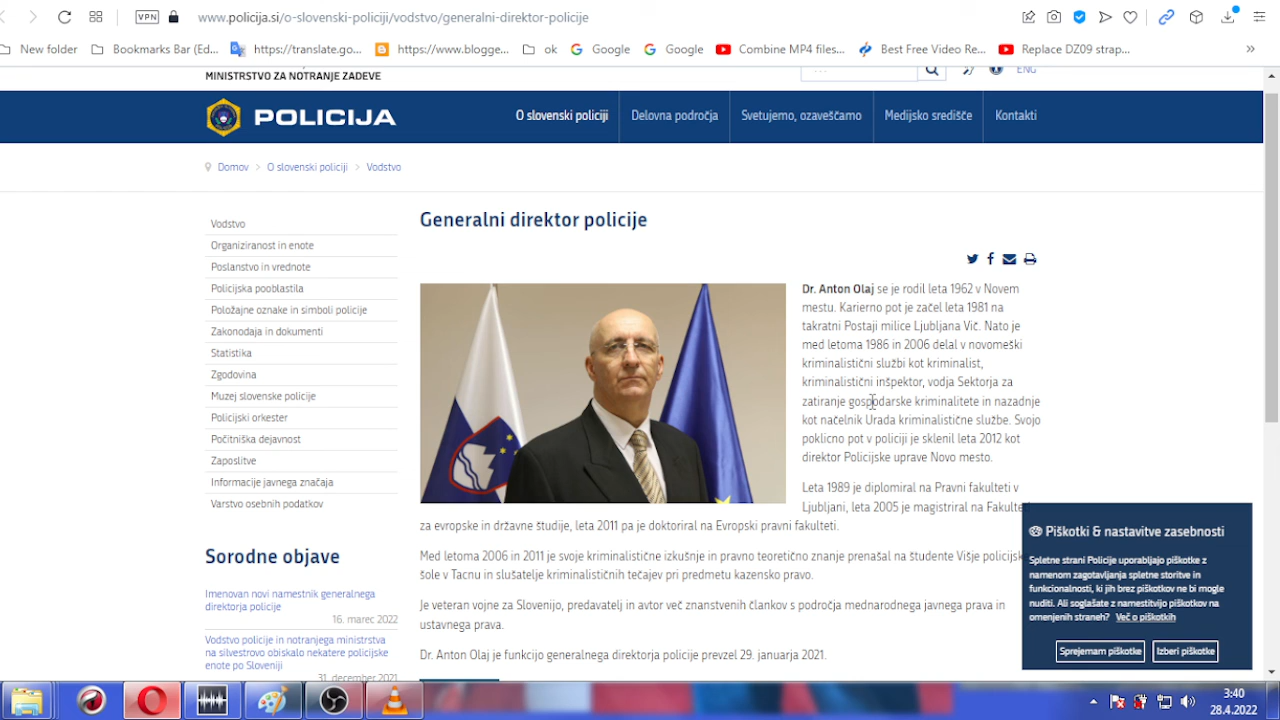 VPN
www.policija.si/o-slovenski-policiji/vodstvo/generalni-direktor-policije
New folder
Bookmarks Bar (Ed...
https://translate.go...
https://www.blogge...
ok
Google
Google
Combine MP4 files...
Best Free Video Re...
Replace DZ09 strap...
»
MINISTRSTVO ZA NOTRANJE ZADEVE
...
ENG
POLICIJA
O slovenski policiji
Delovna področja
Svetujemo, ozaveščamo
Medijsko središče
Kontakti
Domov > O slovenski policiji > Vodstvo
Vodstvo
Organiziranost in enote
Poslanstvo in vrednote
Policijska pooblastila
Položajne oznake in simboli policije
Zakonodaja in dokumenti
Statistika
Zgodovina
Muzej slovenske policije
Policijski orkester
Počitniška dejavnost
Zaposlitve
Informacije javnega značaja
Varstvo osebnih podatkov
Sorodne objave
Imenovan novi namestnik generalnega
direktorja policije
16. marec 2022
Vodstvo policije in notranjega ministrstva
na silvestrovo obiskalo nekatere policijske
enote po Sloveniji
31. december 2021
Generalni direktor policije
Dr. Anton Olaj se je rodil leta 1962 v Novem
mestu. Karierno pot je začel leta 1981 na
takratni Postaji milice Ljubljana Vič. Nato je
med letoma 1986 in 2006 delal v novomeški
kriminalistični službi kot kriminalist,
kriminalistični inšpektor, vodja Sektorja za
zatiranje gospodarske kriminalitete in nazadnje
kot načelnik Urada kriminalistične službe. Svojo
poklicno pot v policiji je sklenil leta 2012 kot
direktor Policijske uprave Novo mesto.
Leta 1989 je diplomiral na Pravni fakulteti v
Ljubljani, leta 2005 je magistriral na Fakulte
za evropske in državne študije, leta 2011 pa je doktoriral na Evropski pravni fakulteti.
Med letoma 2006 in 2011 je svoje kriminalistične izkušnje in pravno teoretično znanje prenašal na študente Višje policijsk
šole v Tacnu in slušatelje kriminalističnih tečajev pri predmetu kazensko pravo.
Je veteran vojne za Slovenijo, predavatelj in avtor več znanstvenih člankov s področja mednarodnega javnega prava in
ustavnega prava.
Dr. Anton Olaj je funkcijo generalnega direktorja policije prevzel 29. januarja 2021.
Piškotki & nastavitve zasebnosti
Spletne strani Policije uporabljajo piškotke z
namenom zagotavljanja spletne storitve in
funkcionalnosti, ki jih brez piškotkov ne bi mogle
nuditi. Ali soglašate z namestitvijo piškotkov na
omenjenih straneh? Več o piškotkih
Sprejemam piškotke
Izberi piškotke
3:40
28.4.2022